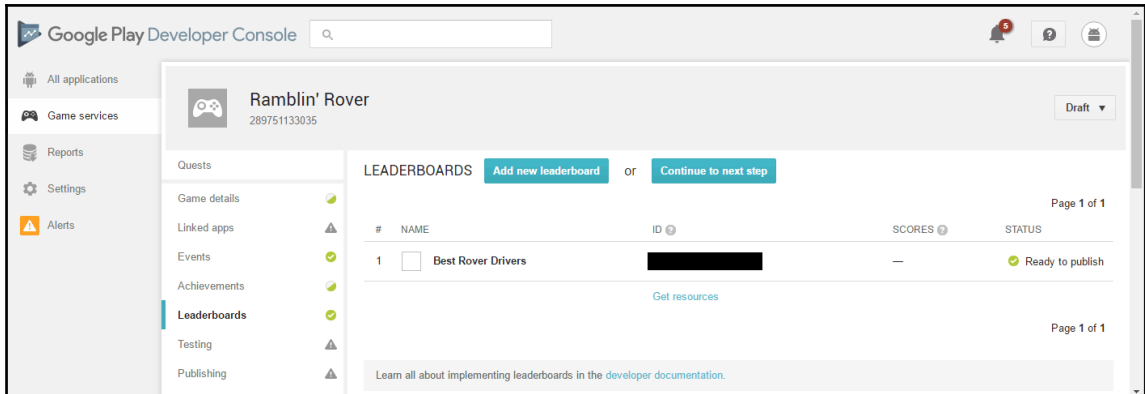 Google Play Developer Console
5
All applications
Game services
Reports
Settings
Alerts
Ramblin' Rover
289751133035
Draft
Quests
Game details
Linked apps
Events
Achievements
Leaderboards
Testing
Publishing
LEADERBOARDS Add new leaderboard or Continue to next step
Page 1 of 1
# NAME ID SCORES STATUS
1 Best Rover Drivers — Ready to publish
Get resources
Page 1 of 1
Learn all about implementing leaderboards in the developer documentation.